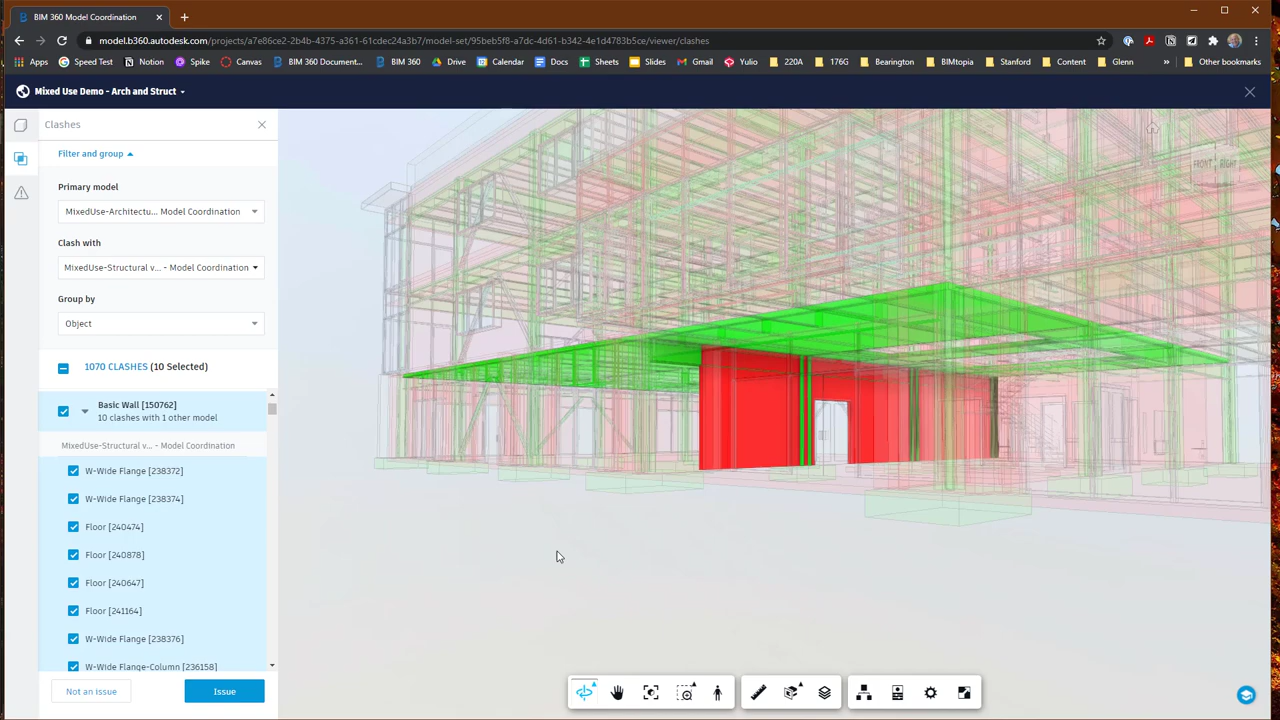 BIM 360 Model Coordination
model.b360.autodesk.com/projects/a7e86ce2-2b4b-4375-a361-61cdec24a3b7/model-set/95beb5f8-a7dc-4d61-b342-4e1d4783b5ce/viewer/clashes
Apps Speed Test Notion Spike Canvas BIM 360 Document... BIM 360 Drive Calendar Docs Sheets Slides Gmail Yulio 220A 176G Bearington BIMtopia Stanford Content Glenn » Other bookmarks
Mixed Use Demo - Arch and Struct
Clashes
Filter and group
Primary model
MixedUse-Architectu... Model Coordination
Clash with
MixedUse-Structural v... - Model Coordination
Group by
Object
1070 CLASHES (10 Selected)
Basic Wall [150762]
10 clashes with 1 other model
MixedUse-Structural v... - Model Coordination
W-Wide Flange [238372]
W-Wide Flange [238374]
Floor [240474]
Floor [240878]
Floor [240647]
Floor [241164]
W-Wide Flange [238376]
W-Wide Flange-Column [236158]
Not an issue
Issue
FRONT RIGHT